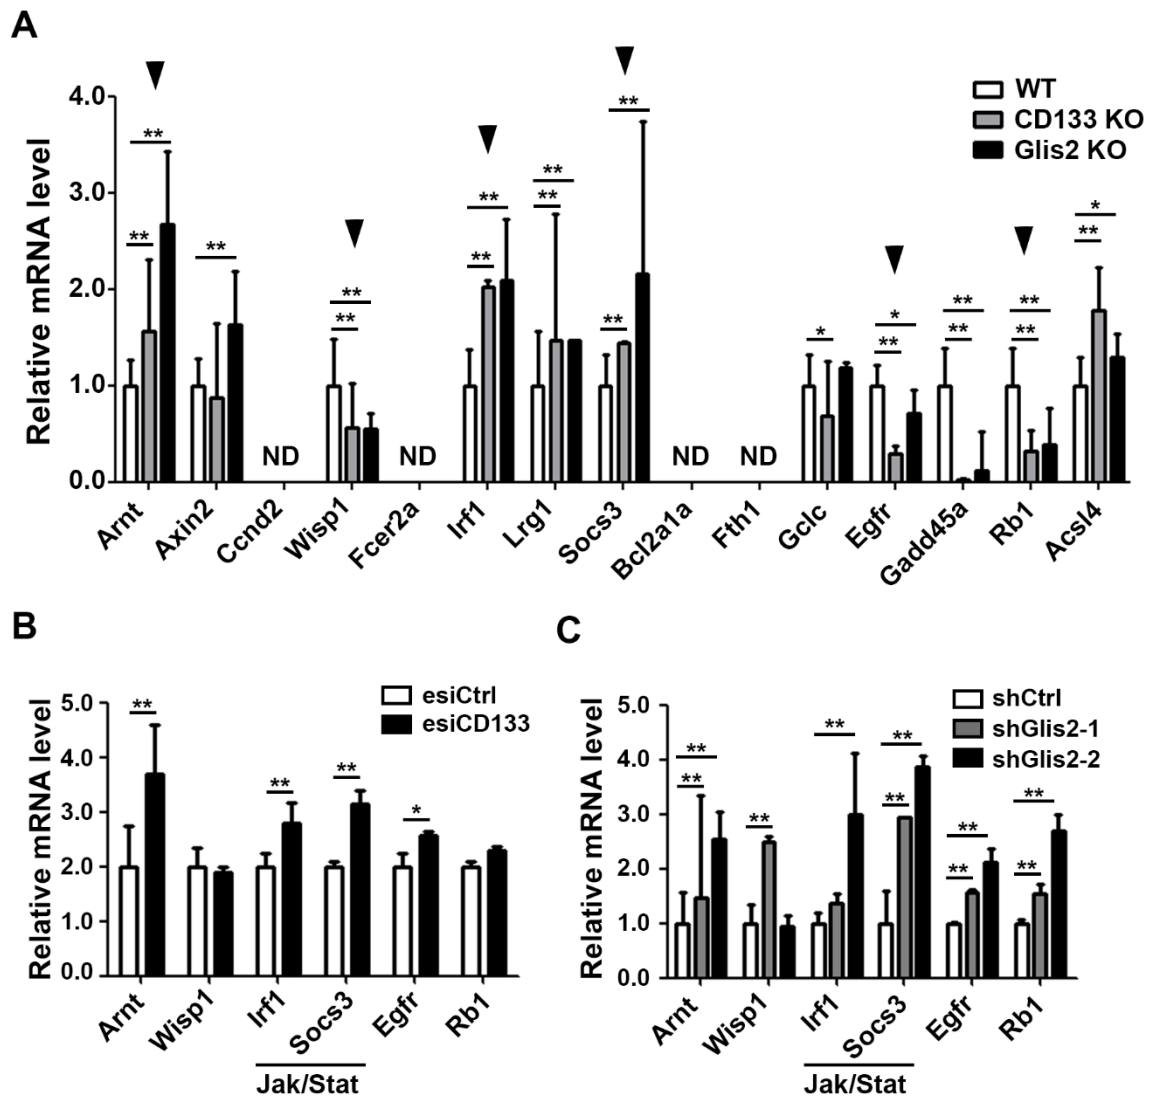 A
WT
CD133 KO
Glis2 KO
Relative mRNA level
4.0
3.0
2.0
1.0
0.0
** ** ** ** ** ** ** ** ** ** ** * * ** ** ** ** ** * **
ND ND ND ND
Arnt Axin2 Ccnd2 Wisp1 Fcer2a Irf1 Lrg1 Socs3 Bcl2a1a Fth1 Gclc Egfr Gadd45a Rb1 Acsl4
B
esiCtrl
esiCD133
Relative mRNA level
5.0
4.0
3.0
2.0
1.0
0.0
** ** ** *
Arnt Wisp1 Irf1 Socs3 Egfr Rb1
Jak/Stat
C
shCtrl
shGlis2-1
shGlis2-2
Relative mRNA level
5.0
4.0
3.0
2.0
1.0
0.0
** ** ** ** ** ** ** ** ** **
Arnt Wisp1 Irf1 Socs3 Egfr Rb1
Jak/Stat